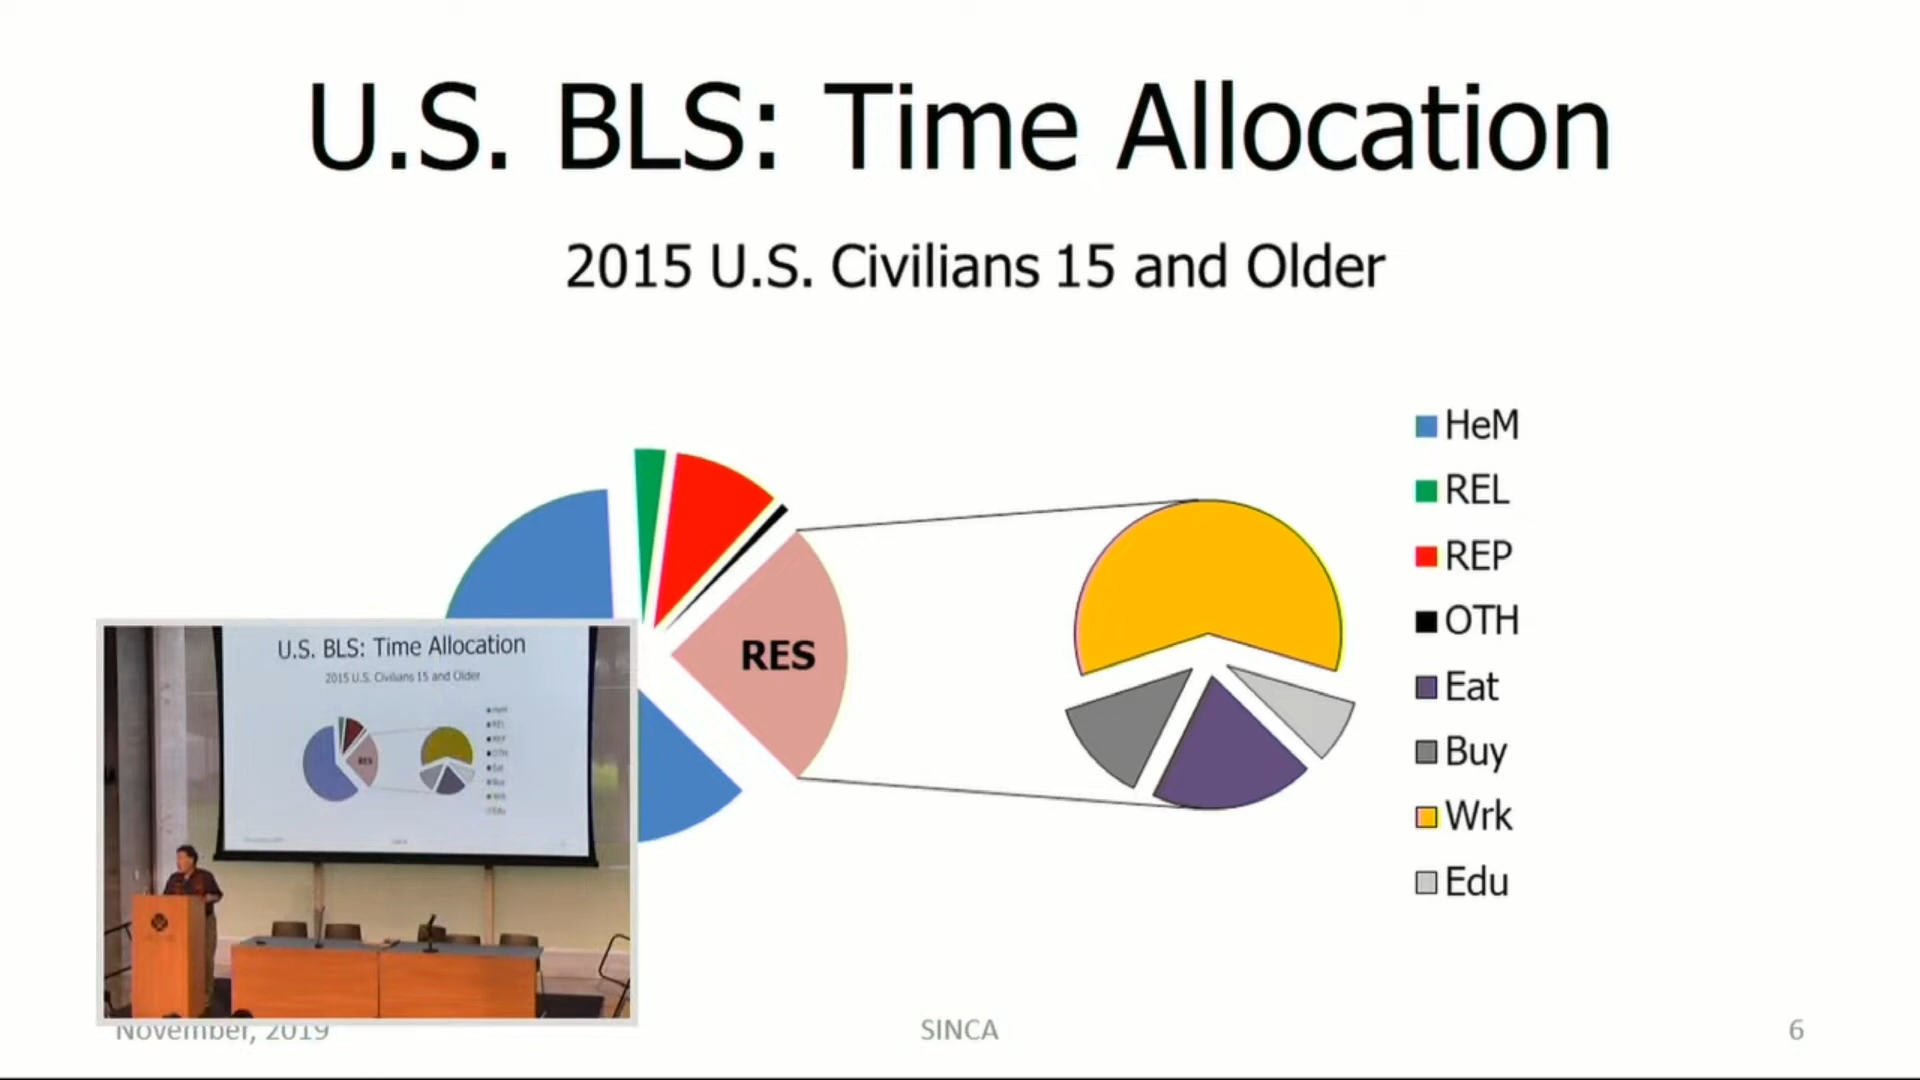 U.S. BLS: Time Allocation
2015 U.S. Civilians 15 and Older
HeM
REL
REP
OTH
Eat
Buy
Wrk
Edu
RES
U.S. BLS: Time Allocation
2015 U.S. Civilians 15 and Older
RES
November, 2019
SINCA
6